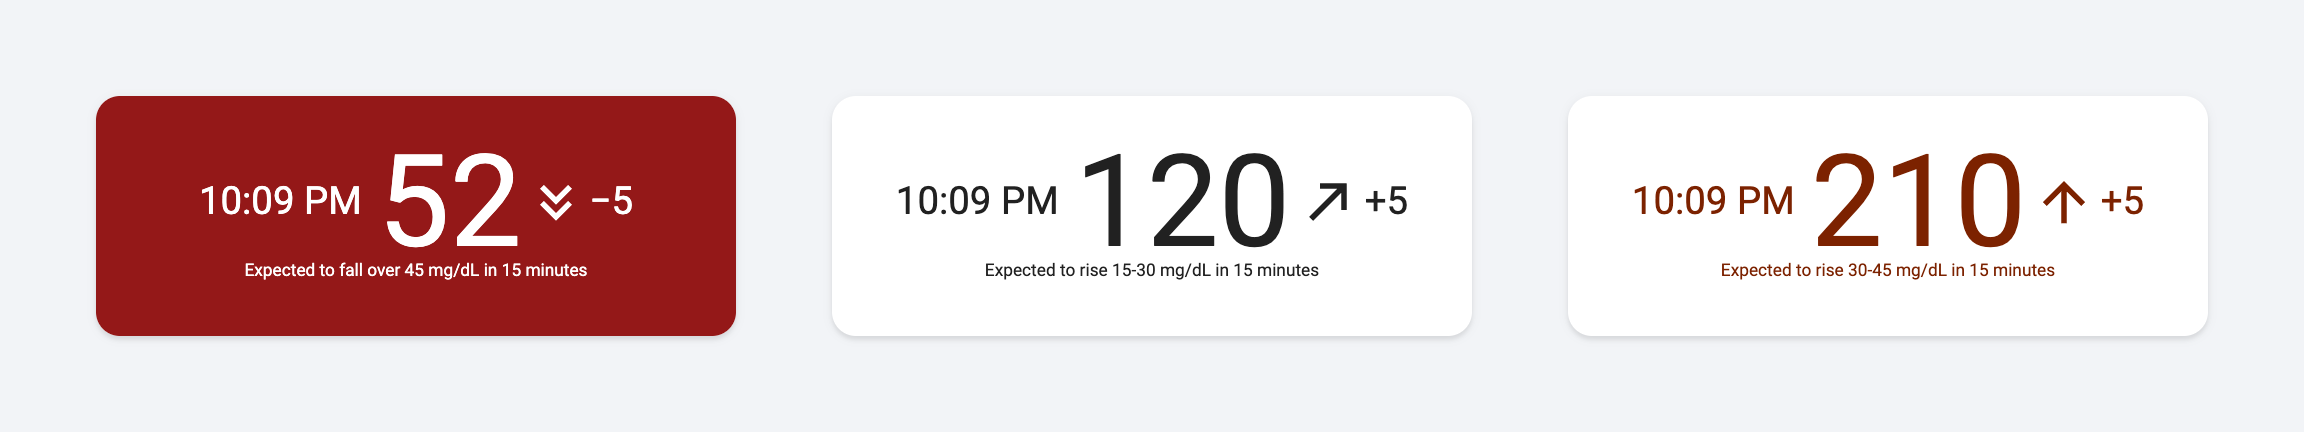 10:09 PM 52 −5
Expected to fall over 45 mg/dL in 15 minutes
10:09 PM 120 +5
Expected to rise 15-30 mg/dL in 15 minutes
10:09 PM 210 +5
Expected to rise 30-45 mg/dL in 15 minutes